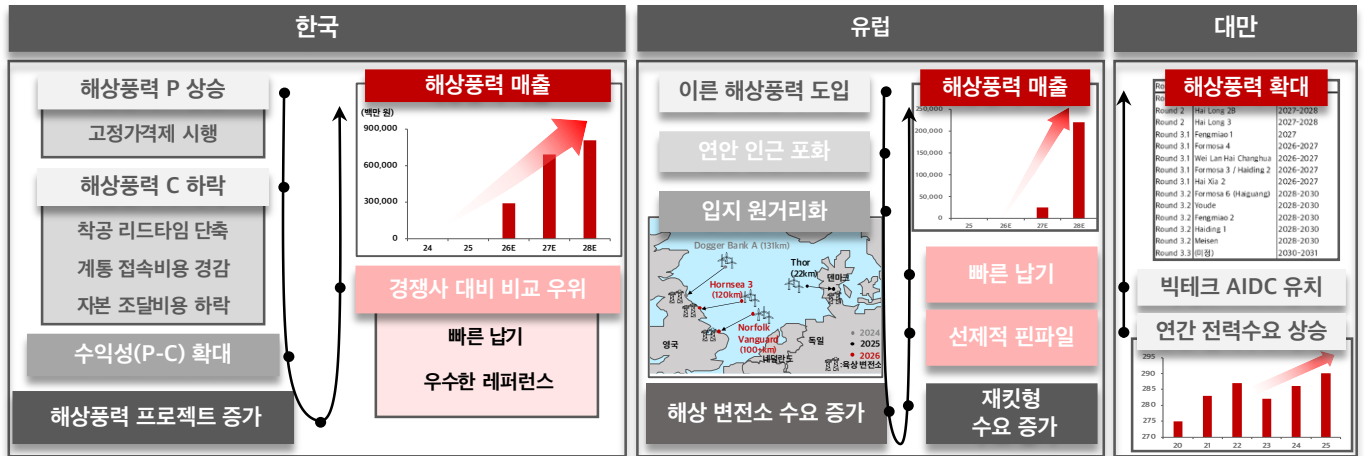 한국
해상풍력 P 상승
고정가격제 시행
해상풍력 C 하락
착공 리드타임 단축
계통 접속비용 경감
자본 조달비용 하락
수익성(P-C) 확대
해상풍력 프로젝트 증가
해상풍력 매출
(백만 원)
900,000
600,000
300,000
0
24 25 26E 27E 28E
경쟁사 대비 비교 우위
빠른 납기
우수한 레퍼런스
유럽
이른 해상풍력 도입
연안 인근 포화
입지 원거리화
Dogger Bank A (131km)
Thor
(22km)
덴마크
Hornsea 3
(120km)
Norfolk
Vanguard
(100+km)
영국
독일
네덜란드
2024
2025
2026
:육상 변전소
해상 변전소 수요 증가
해상풍력 매출
250,000
200,000
150,000
100,000
50,000
0
24 25 26E 27E 28E
빠른 납기
선제적 핀파일
재킷형
수요 증가
대만
해상풍력 확대
Round 2 Hai Long 2B 2027-2028
Round 2 Hai Long 3 2027-2028
Round 3.1 Fengmiao 1 2027
Round 3.1 Formosa 4 2026-2027
Round 3.1 Wei Lan Hai Changhua 2026-2027
Round 3.1 Formosa 3 / Haiding 2 2026-2027
Round 3.1 Hai Xia 2 2026-2027
Round 3.2 Formosa 6 (Haiguang) 2028-2030
Round 3.2 Youde 2028-2030
Round 3.2 Fengmiao 2 2028-2030
Round 3.2 Haiding 1 2028-2030
Round 3.2 Meisen 2028-2030
Round 3.3 (미정) 2030-2031
빅테크 AIDC 유치
연간 전력수요 상승
295
290
285
280
275
270
20 21 22 23 24 25